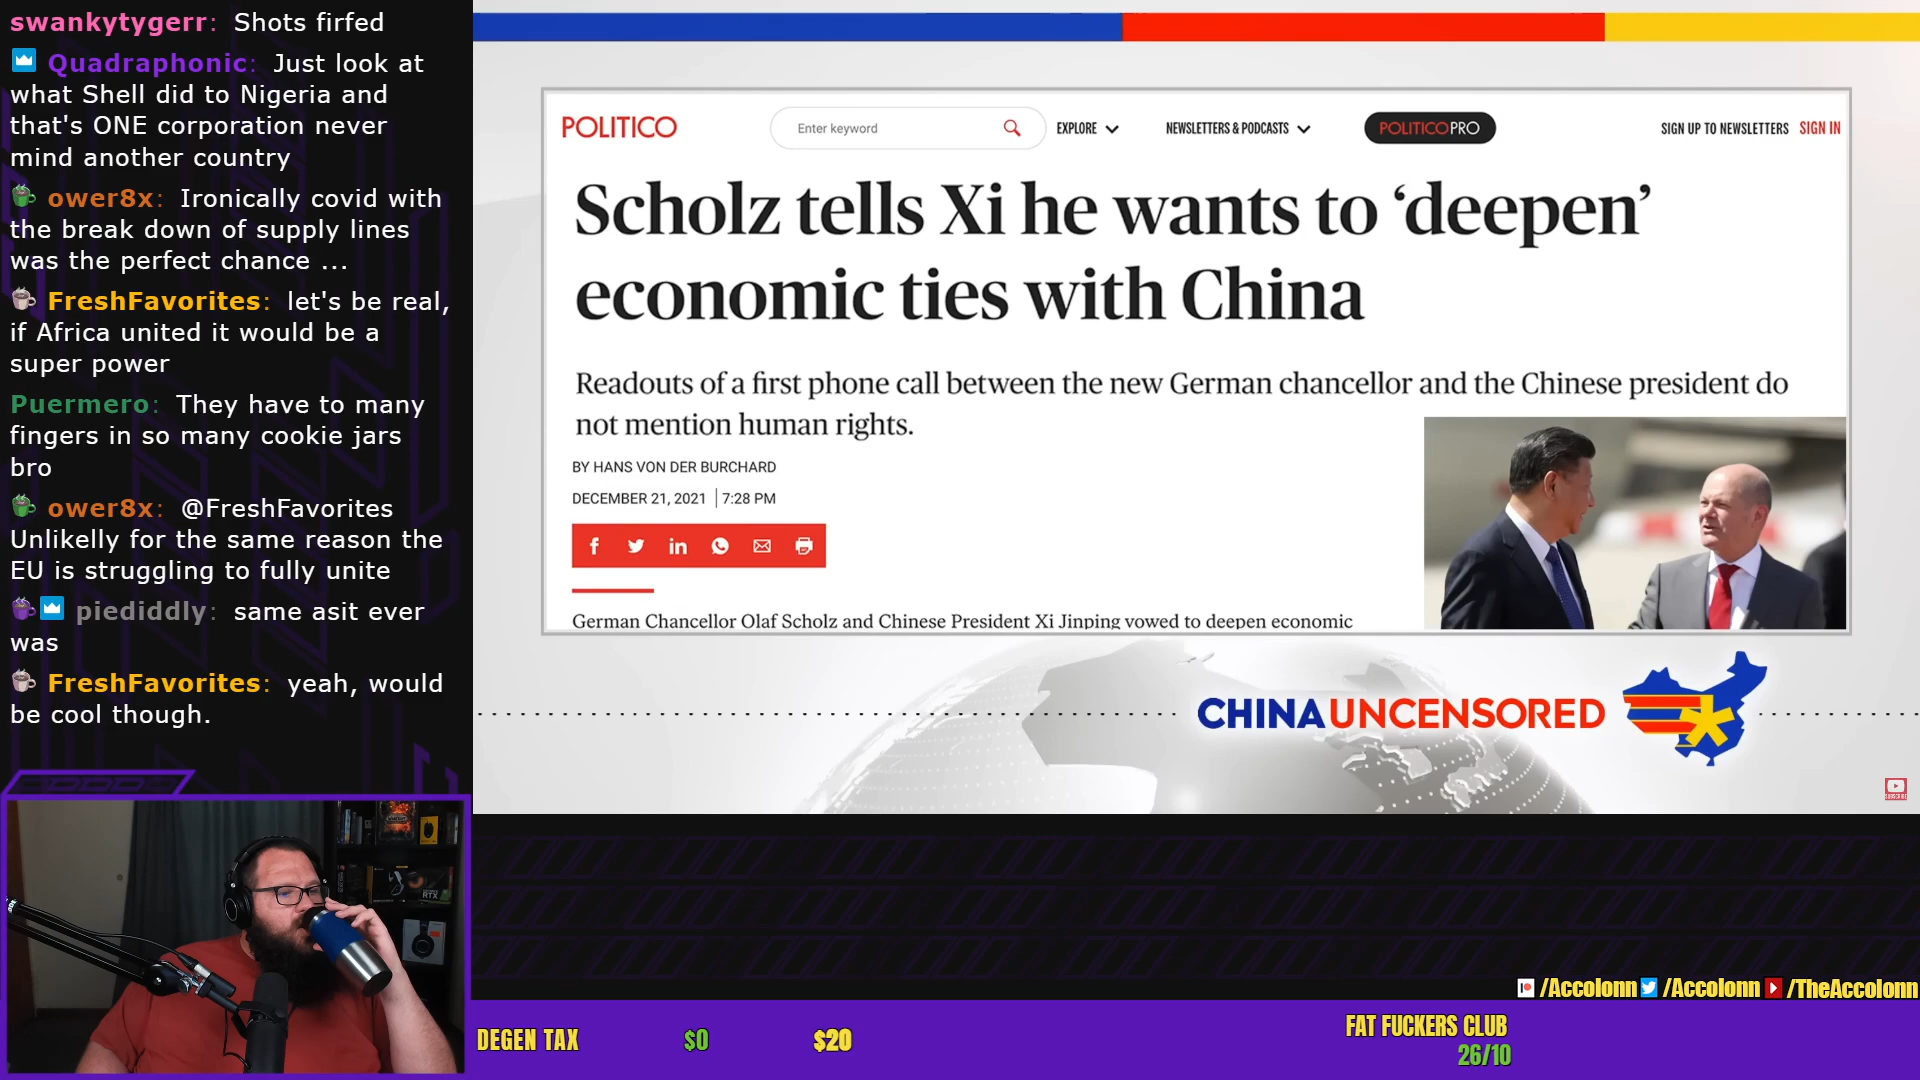 swankytygerr: Shots firfed
Quadraphonic: Just look at
what Shell did to Nigeria and
that's ONE corporation never
mind another country
ower8x: Ironically covid with
the break down of supply lines
was the perfect chance ...
FreshFavorites: let's be real,
if Africa united it would be a
super power
Puermero: They have to many
fingers in so many cookie jars
bro
ower8x: @FreshFavorites
Unlikelly for the same reason the
EU is struggling to fully unite
piediddly: same asit ever
was
FreshFavorites: yeah, would
be cool though.
POLITICO
Enter keyword
EXPLORE
NEWSLETTERS & PODCASTS
POLITICOPRO
SIGN UP TO NEWSLETTERS SIGN IN
Scholz tells Xi he wants to ‘deepen’
economic ties with China
Readouts of a first phone call between the new German chancellor and the Chinese president do
not mention human rights.
BY HANS VON DER BURCHARD
DECEMBER 21, 2021 | 7:28 PM
German Chancellor Olaf Scholz and Chinese President Xi Jinping vowed to deepen economic
CHINA UNCENSORED
SUBSCRIBE
/Accolonn /Accolonn /TheAccolonn
DEGEN TAX $0 $20
FAT FUCKERS CLUB
26/10